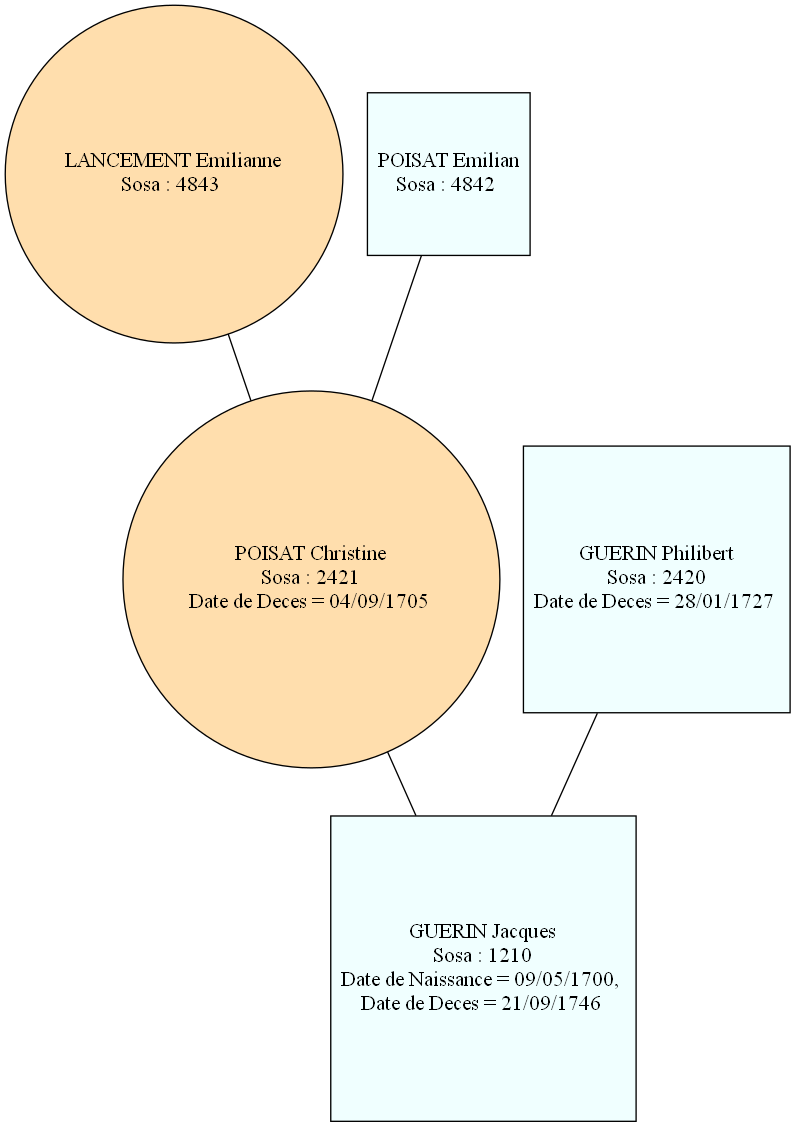 LANCEMENT Emilianne
Sosa : 4843
POISAT Emilian
Sosa : 4842
POISAT Christine
Sosa : 2421
Date de Deces = 04/09/1705
GUERIN Philibert
Sosa : 2420
Date de Deces = 28/01/1727
GUERIN Jacques
Sosa : 1210
Date de Naissance = 09/05/1700,
Date de Deces = 21/09/1746